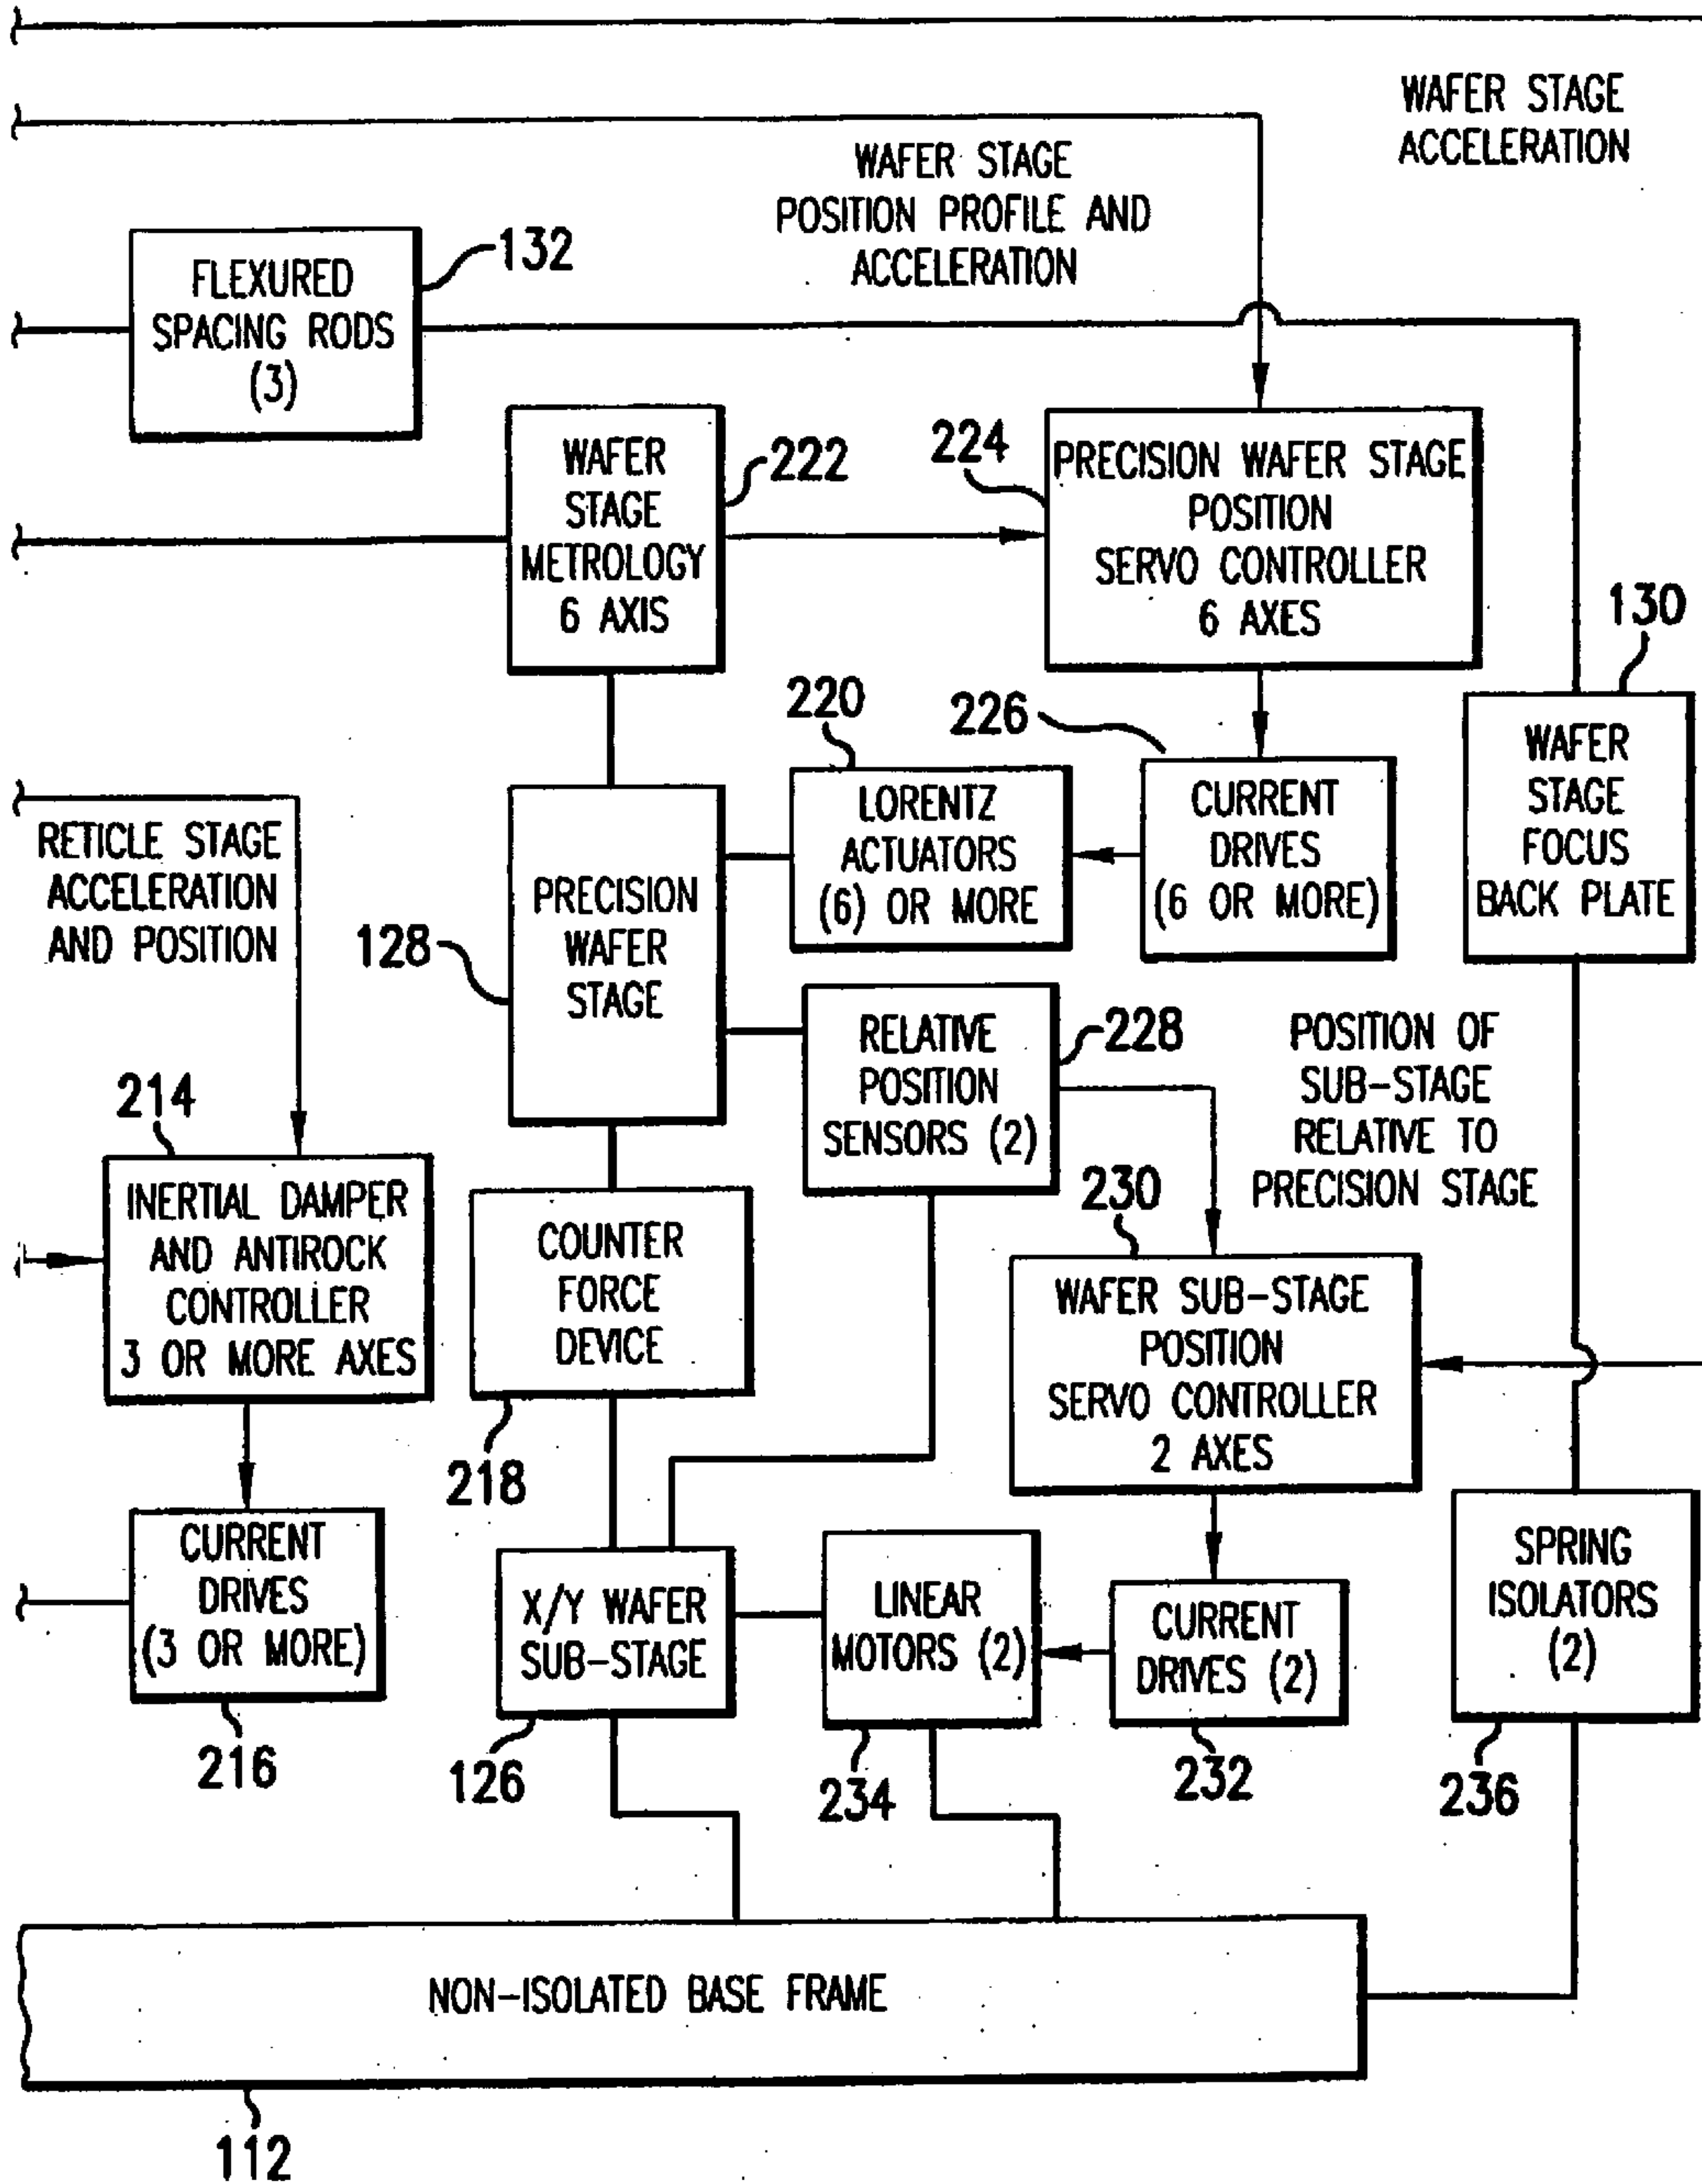 WAFER STAGE
ACCELERATION
WAFER STAGE
POSITION PROFILE AND
ACCELERATION
132
FLEXURED
SPACING RODS
(3)
WAFER
STAGE
METROLOGY
6 AXIS
222
224
PRECISION WAFER STAGE
POSITION
SERVO CONTROLLER
6 AXES
130
WAFER
STAGE
FOCUS
BACK PLATE
220
LORENTZ
ACTUATORS
(6) OR MORE
226
CURRENT
DRIVES
(6 OR MORE)
RETICLE STAGE
ACCELERATION
AND POSITION
128
PRECISION
WAFER
STAGE
RELATIVE
POSITION
SENSORS (2)
228
POSITION OF
SUB-STAGE
RELATIVE TO
PRECISION STAGE
214
INERTIAL DAMPER
AND ANTIROCK
CONTROLLER
3 OR MORE AXES
COUNTER
FORCE
DEVICE
218
230
WAFER SUB-STAGE
POSITION
SERVO CONTROLLER
2 AXES
CURRENT
DRIVES
(3 OR MORE)
216
X/Y WAFER
SUB-STAGE
126
LINEAR
MOTORS (2)
234
CURRENT
DRIVES (2)
232
SPRING
ISOLATORS
(2)
236
NON-ISOLATED BASE FRAME
112